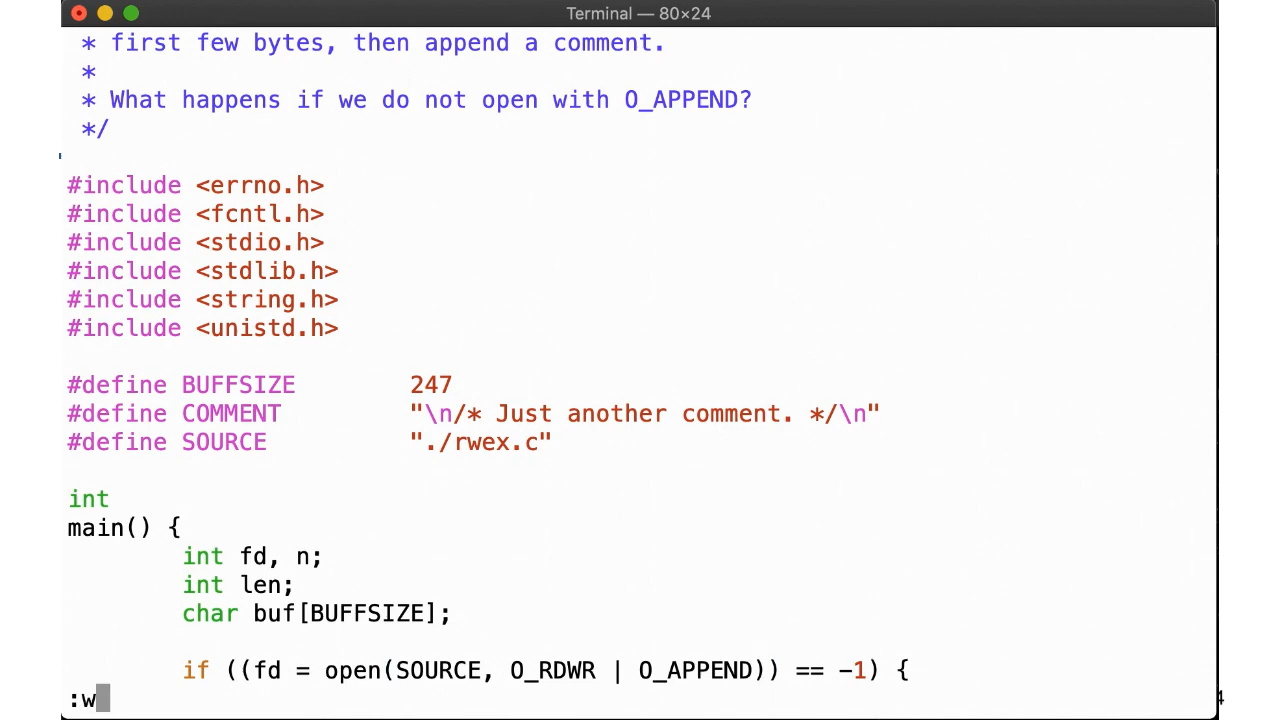 Terminal — 80×24
 * first few bytes, then append a comment.
 *
 * What happens if we do not open with O_APPEND?
 */
#include <errno.h>
#include <fcntl.h>
#include <stdio.h>
#include <stdlib.h>
#include <string.h>
#include <unistd.h>
#define BUFFSIZE        247
#define COMMENT         "\n/* Just another comment. */\n"
#define SOURCE          "./rwex.c"
int
main() {
        int fd, n;
        int len;
        char buf[BUFFSIZE];
        if ((fd = open(SOURCE, O_RDWR | O_APPEND)) == -1) {
:w
4